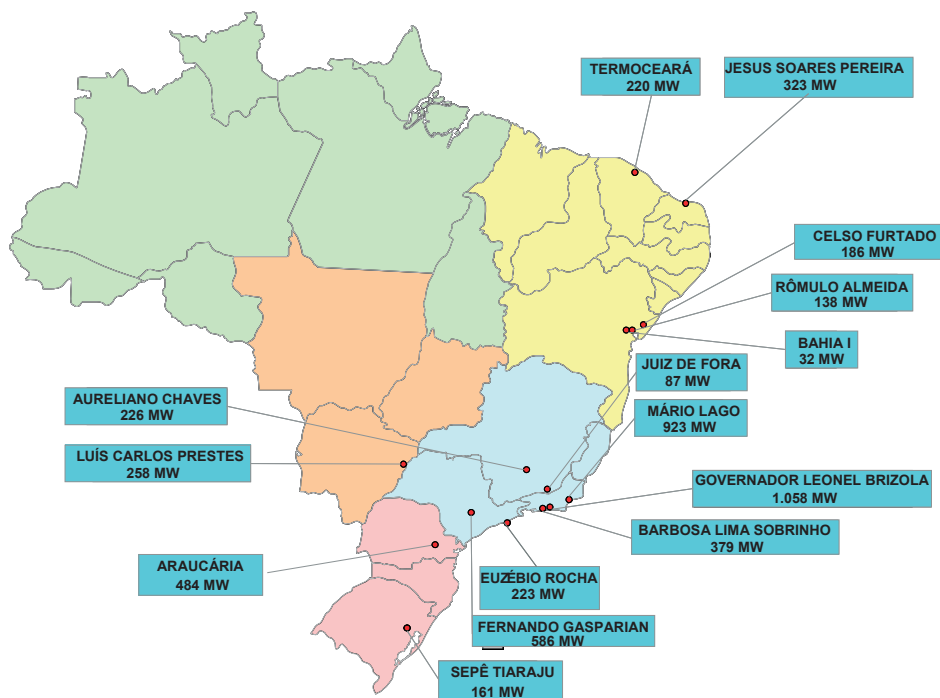 TERMOCEARÁ
220 MW
JESUS SOARES PEREIRA
323 MW
CELSO FURTADO
186 MW
RÔMULO ALMEIDA
138 MW
BAHIA I
32 MW
JUIZ DE FORA
87 MW
AURELIANO CHAVES
226 MW
MÁRIO LAGO
923 MW
LUÍS CARLOS PRESTES
258 MW
GOVERNADOR LEONEL BRIZOLA
1.058 MW
BARBOSA LIMA SOBRINHO
379 MW
ARAUCÁRIA
484 MW
EUZÉBIO ROCHA
223 MW
FERNANDO GASPARIAN
586 MW
SEPÊ TIARAJU
161 MW